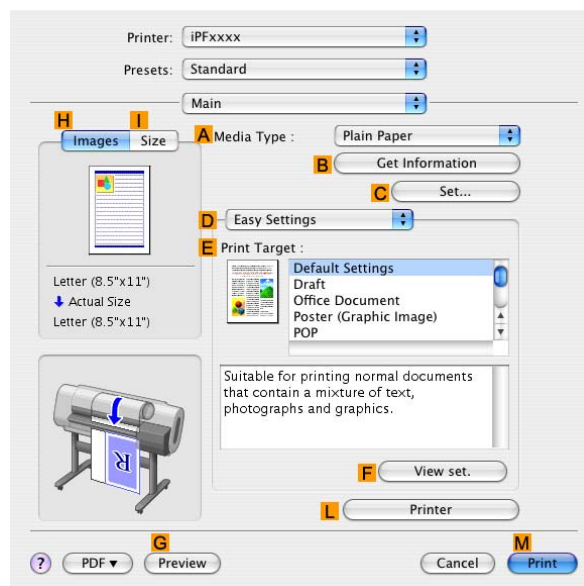 Printer: iPFxxxx
Presets: Standard
Main
H I
Images Size
A Media Type : Plain Paper
B Get Information
C Set...
D Easy Settings
E Print Target :
Default Settings
Draft
Office Document
Poster (Graphic Image)
POP
Letter (8.5"x11")
Actual Size
Letter (8.5"x11")
Suitable for printing normal documents
that contain a mixture of text,
photographs and graphics.
R
F View set.
L Printer
G M
? PDF Preview Cancel Print